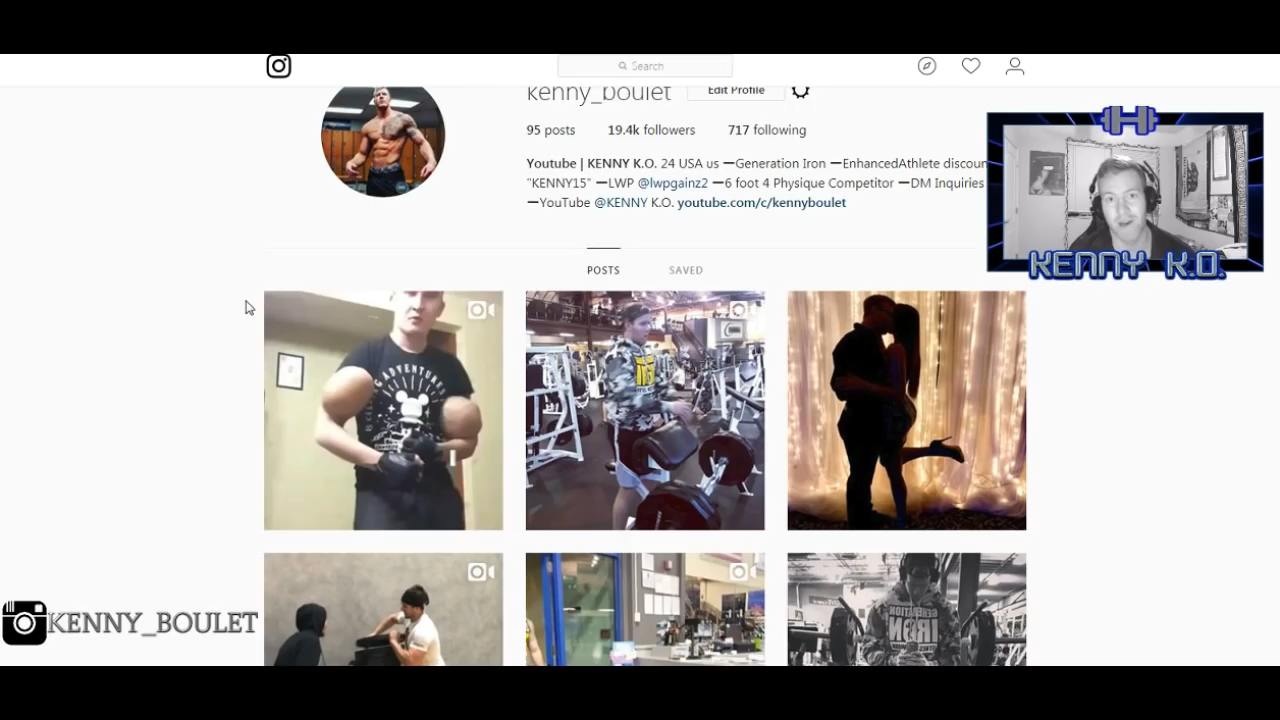 Search
kenny_boulet Edit Profile
95 posts 19.4k followers 717 following
Youtube | KENNY K.O. 24 USA us —Generation Iron —EnhancedAthlete discoun
"KENNY15" —LWP @lwpgainz2 —6 foot 4 Physique Competitor —DM Inquiries
—YouTube @KENNY K.O. youtube.com/c/kennyboulet
KENNY K.O.
POSTS SAVED
ADVENTURE
KENNY_BOULET